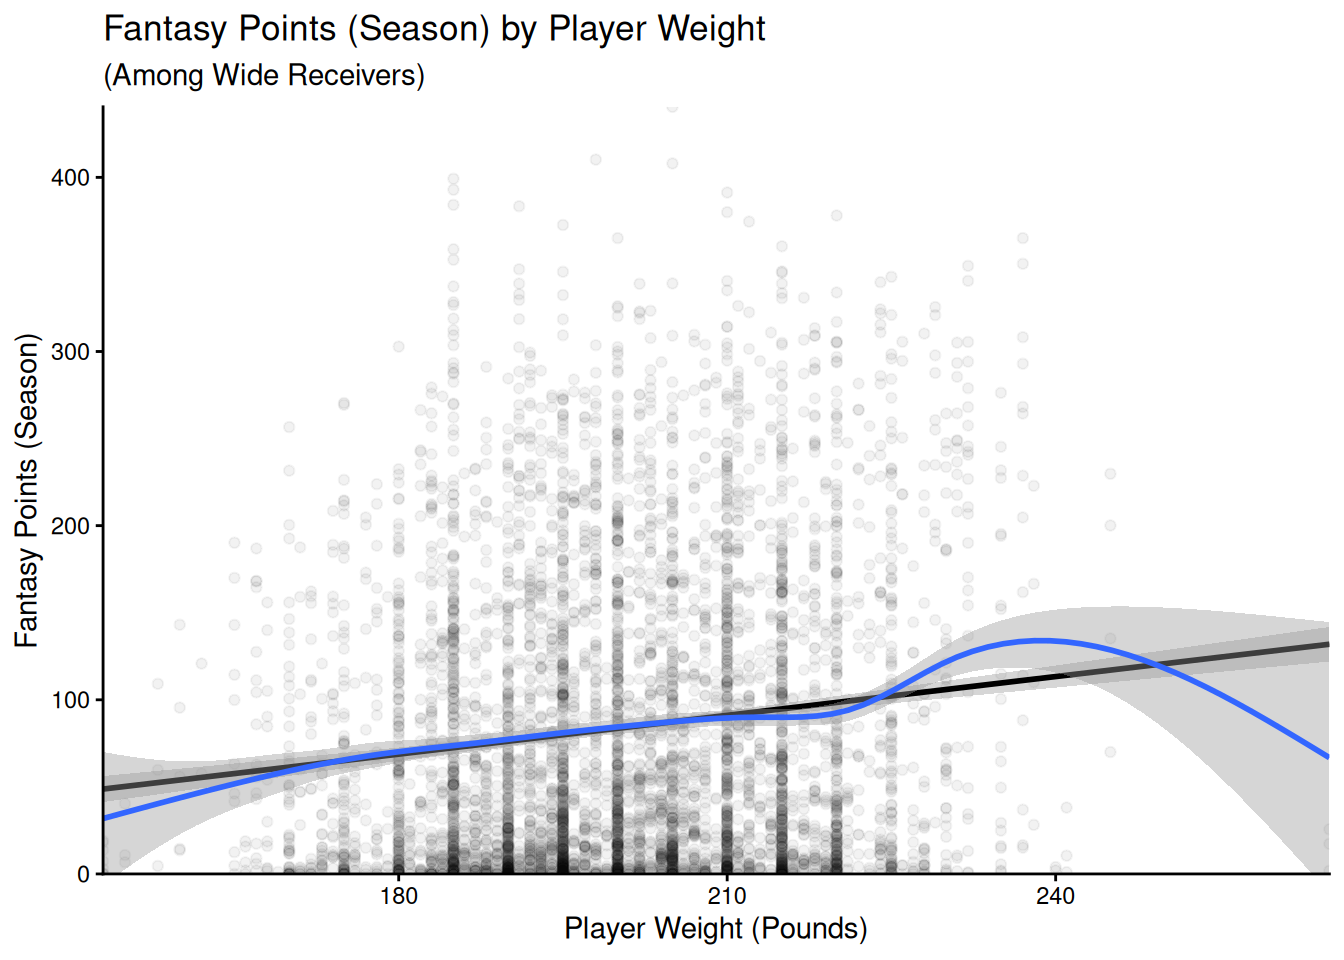 Fantasy Points (Season) by Player Weight
(Among Wide Receivers)
Fantasy Points (Season)
400
300
200
100
0
180
210
240
Player Weight (Pounds)